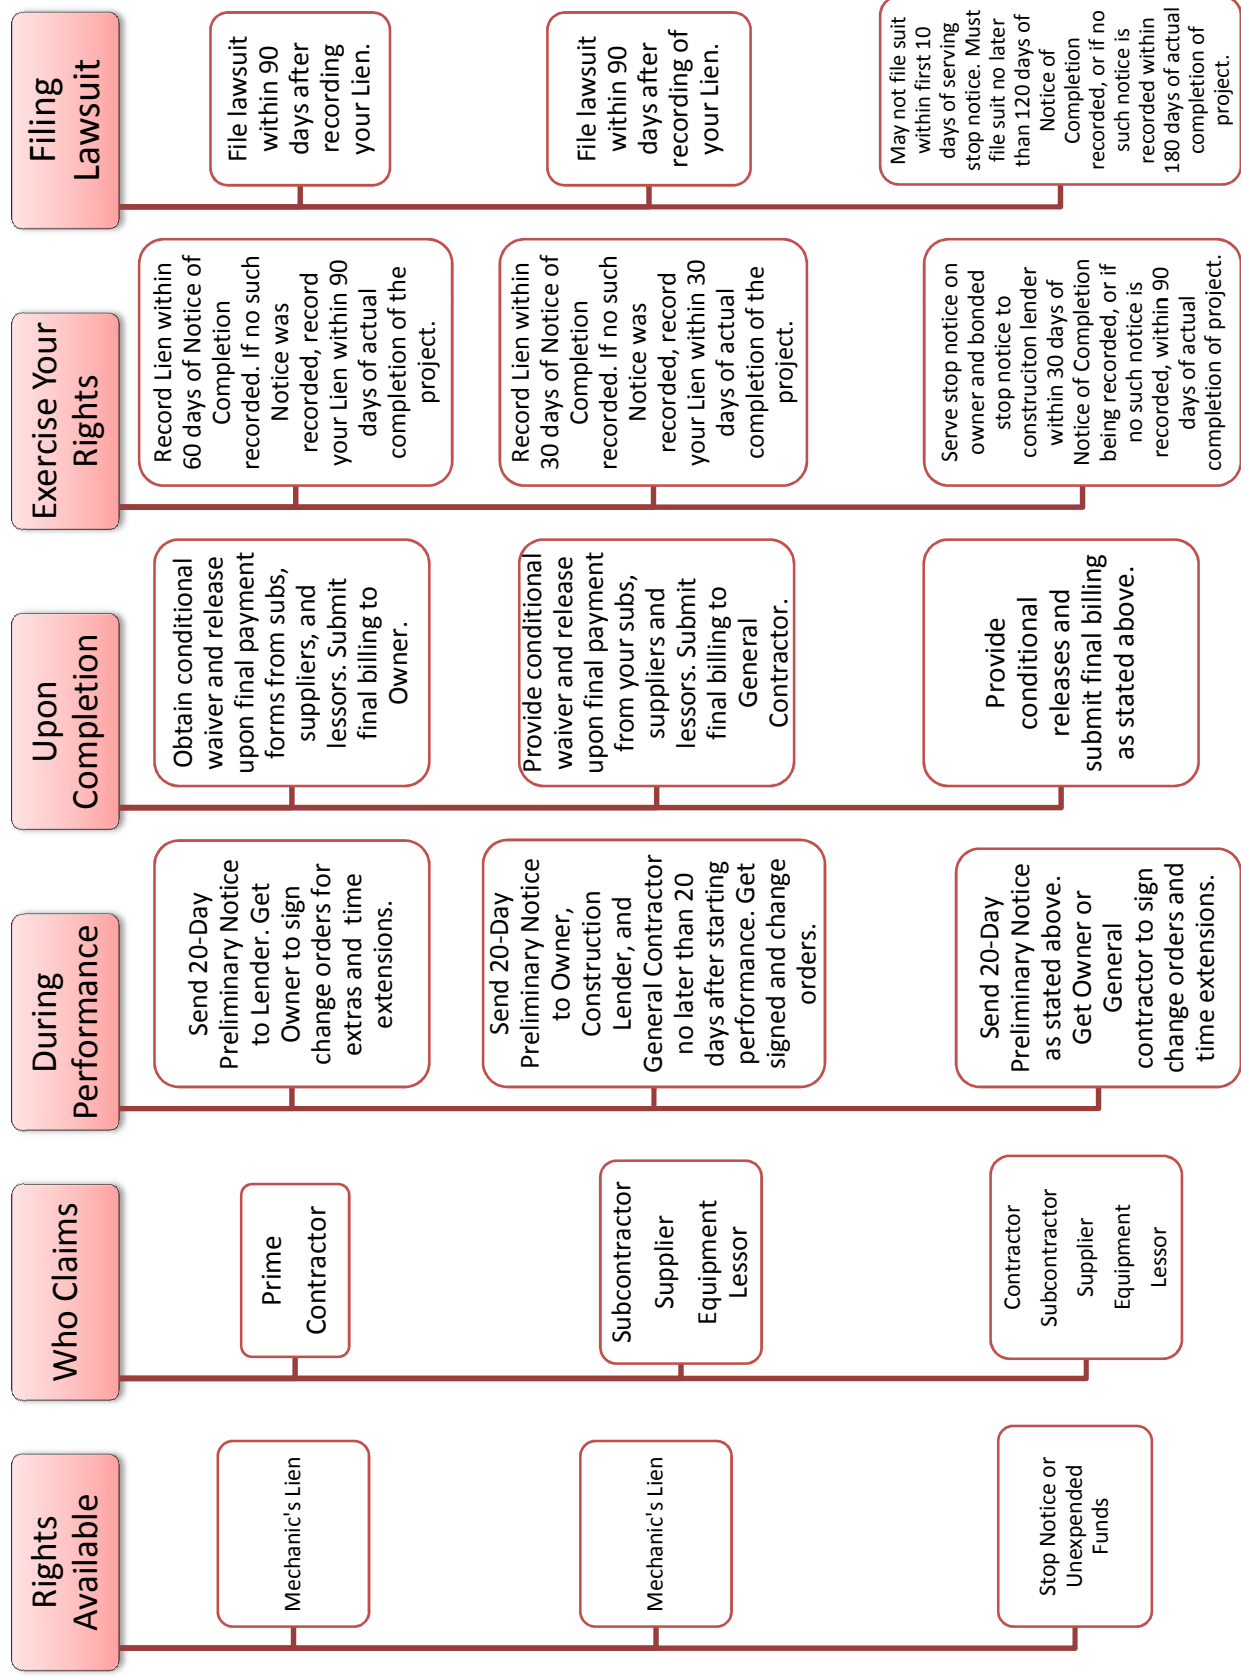 Rights
Available
Mechanic's Lien
Mechanic's Lien
Stop Notice or
Unexpended
Funds
Who Claims
Prime
Contractor
Subcontractor
Supplier
Equipment
Lessor
Contractor
Subcontractor
Supplier
Equipment
Lessor
During
Performance
Send 20-Day
Preliminary Notice
to Lender. Get
Owner to sign
change orders for
extras and time
extensions.
Send 20-Day
Preliminary Notice
to Owner,
Construction
Lender, and
General Contractor
no later than 20
days after starting
performance. Get
signed and change
orders.
Send 20-Day
Preliminary Notice
as stated above.
Get Owner or
General
contractor to sign
change orders and
time extensions.
Upon
Completion
Obtain conditional
waiver and release
upon final payment
forms from subs,
suppliers, and
lessors. Submit
final billing to
Owner.
Provide conditional
waiver and release
upon final payment
from your subs,
suppliers and
lessors. Submit
final billing to
General
Contractor.
Provide
conditional
releases and
submit final billing
as stated above.
Exercise Your
Rights
Record Lien within
60 days of Notice of
Completion
recorded. If no such
Notice was
recorded, record
your Lien within 90
days of actual
completion of the
project.
Record Lien within
30 days of Notice of
Completion
recorded. If no such
Notice was
recorded, record
your Lien within 30
days of actual
completion of the
project.
Serve stop notice on
owner and bonded
stop notice to
construciton lender
within 30 days of
Notice of Completion
being recorded, or if
no such notice is
recorded, within 90
days of actual
completion of project.
Filing
Lawsuit
File lawsuit
within 90
days after
recording
your Lien.
File lawsuit
within 90
days after
recording of
your Lien.
May not file suit
within first 10
days of serving
stop notice. Must
file suit no later
than 120 days of
Notice of
Completion
recorded, or if no
such notice is
recorded within
180 days of actual
completion of
project.